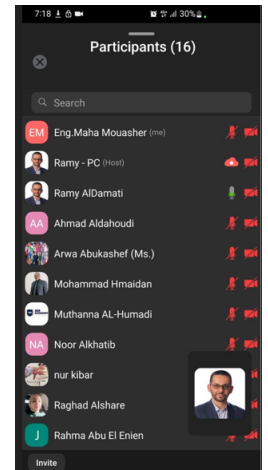 7:18 30%
Participants (16)
Search
EM Eng.Maha Mouasher (me)
Ramy - PC (Host)
Ramy AlDamati
AA Ahmad Aldahoudi
Arwa Abukashef (Ms.)
Mohammad Hmaidan
Muthanna AL-Humadi
NA Noor Alkhatib
nur kibar
Raghad Alshare
J Rahma Abu El Enien
Invite